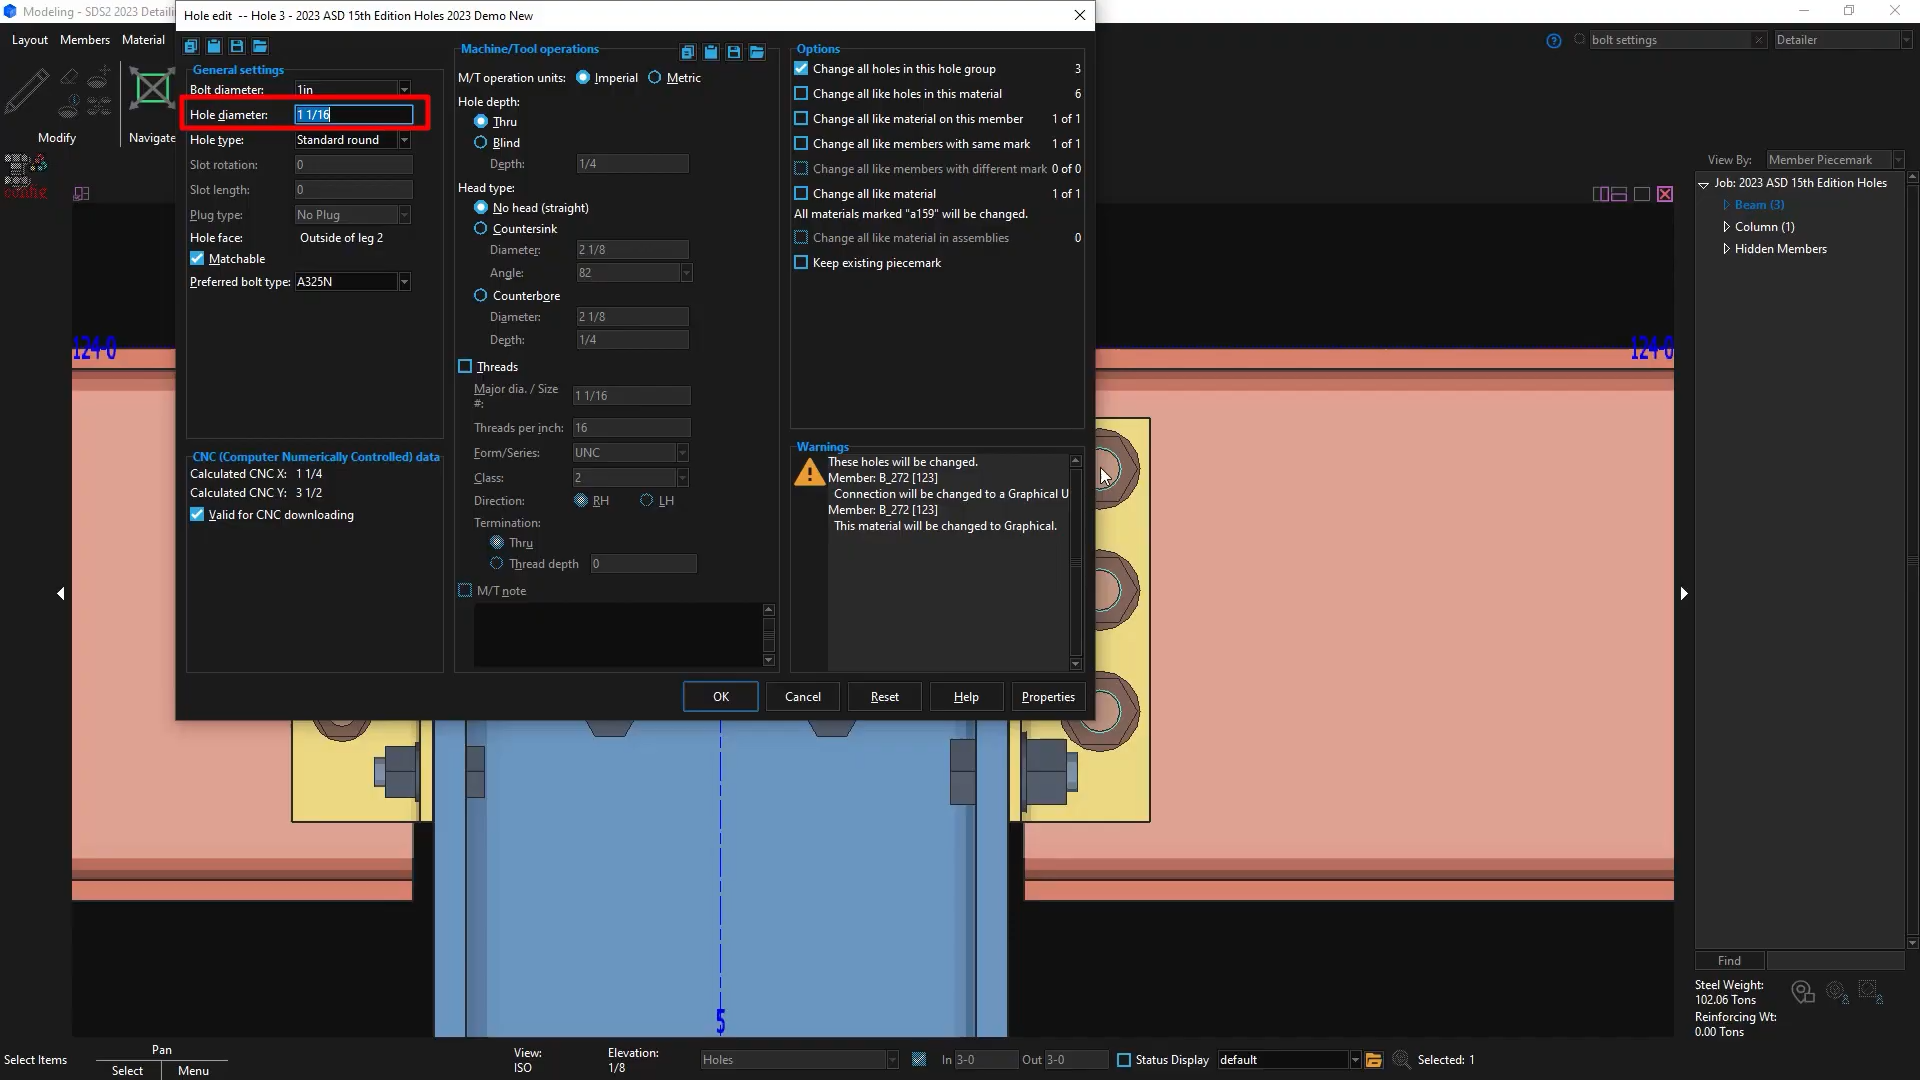 Modeling - SDS2 2023 Detaili
Hole edit -- Hole 3 - 2023 ASD 15th Edition Holes 2023 Demo New
Layout Members Material
bolt settings
Detailer
General settings
Bolt diameter: 1in
Hole diameter: 1 1/16
Hole type: Standard round
Slot rotation: 0
Slot length: 0
Plug type: No Plug
Hole face: Outside of leg 2
Matchable
Preferred bolt type: A325N
Modify
Navigate
config
CNC (Computer Numerically Controlled) data
Calculated CNC X: 1 1/4
Calculated CNC Y: 3 1/2
Valid for CNC downloading
Machine/Tool operations
M/T operation units: Imperial Metric
Hole depth:
Thru
Blind
Depth: 1/4
Head type:
No head (straight)
Countersink
Diameter: 2 1/8
Angle: 82
Counterbore
Diameter: 2 1/8
Depth: 1/4
Threads
Major dia. / Size
#: 1 1/16
Threads per inch: 16
Form/Series: UNC
Class: 2
Direction: RH LH
Termination:
Thru
Thread depth 0
M/T note
Options
Change all holes in this hole group 3
Change all like holes in this material 6
Change all like material on this member 1 of 1
Change all like members with same mark 1 of 1
Change all like members with different mark 0 of 0
Change all like material 1 of 1
All materials marked "a159" will be changed.
Change all like material in assemblies 0
Keep existing piecemark
Warnings
These holes will be changed.
Member: B_272 [123]
Connection will be changed to a Graphical U
Member: B_272 [123]
This material will be changed to Graphical.
OK Cancel Reset Help Properties
View By: Member Piecemark
Job: 2023 ASD 15th Edition Holes
Beam (3)
Column (1)
Hidden Members
124-0
124-0
5
Find
Steel Weight:
102.06 Tons
Reinforcing Wt:
0.00 Tons
Select Items
Pan
Select Menu
View:
ISO
Elevation:
1/8
Holes
In 3-0 Out 3-0
Status Display default
Selected: 1